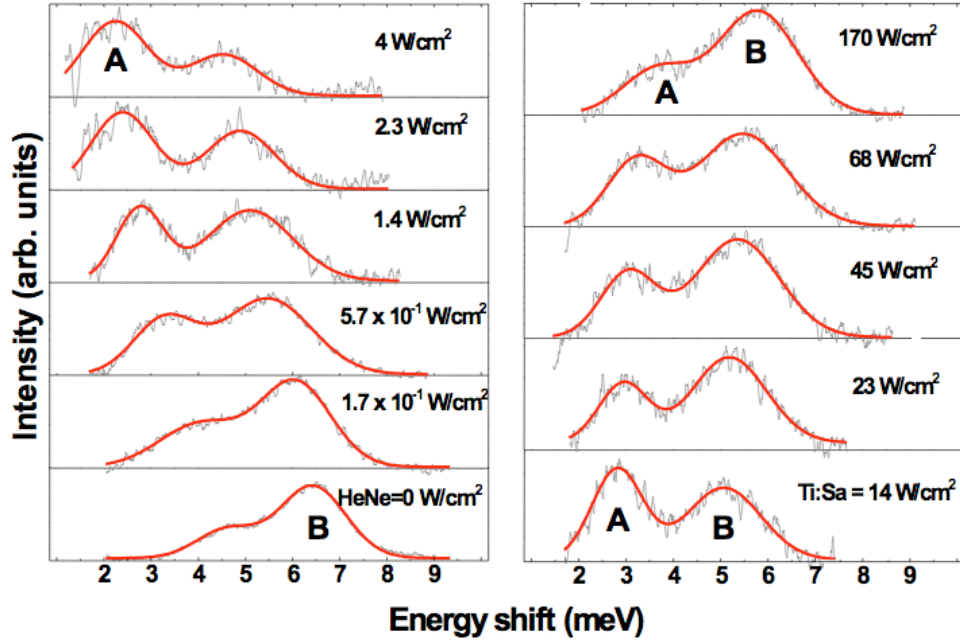 4 W/cm²
A
2.3 W/cm²
1.4 W/cm²
5.7 x 10⁻¹ W/cm²
1.7 x 10⁻¹ W/cm²
HeNe=0 W/cm²
B
2 3 4 5 6 7 8 9
170 W/cm²
A
B
68 W/cm²
45 W/cm²
23 W/cm²
Ti:Sa = 14 W/cm²
A
B
2 3 4 5 6 7 8 9
Intensity (arb. units)
Energy shift (meV)